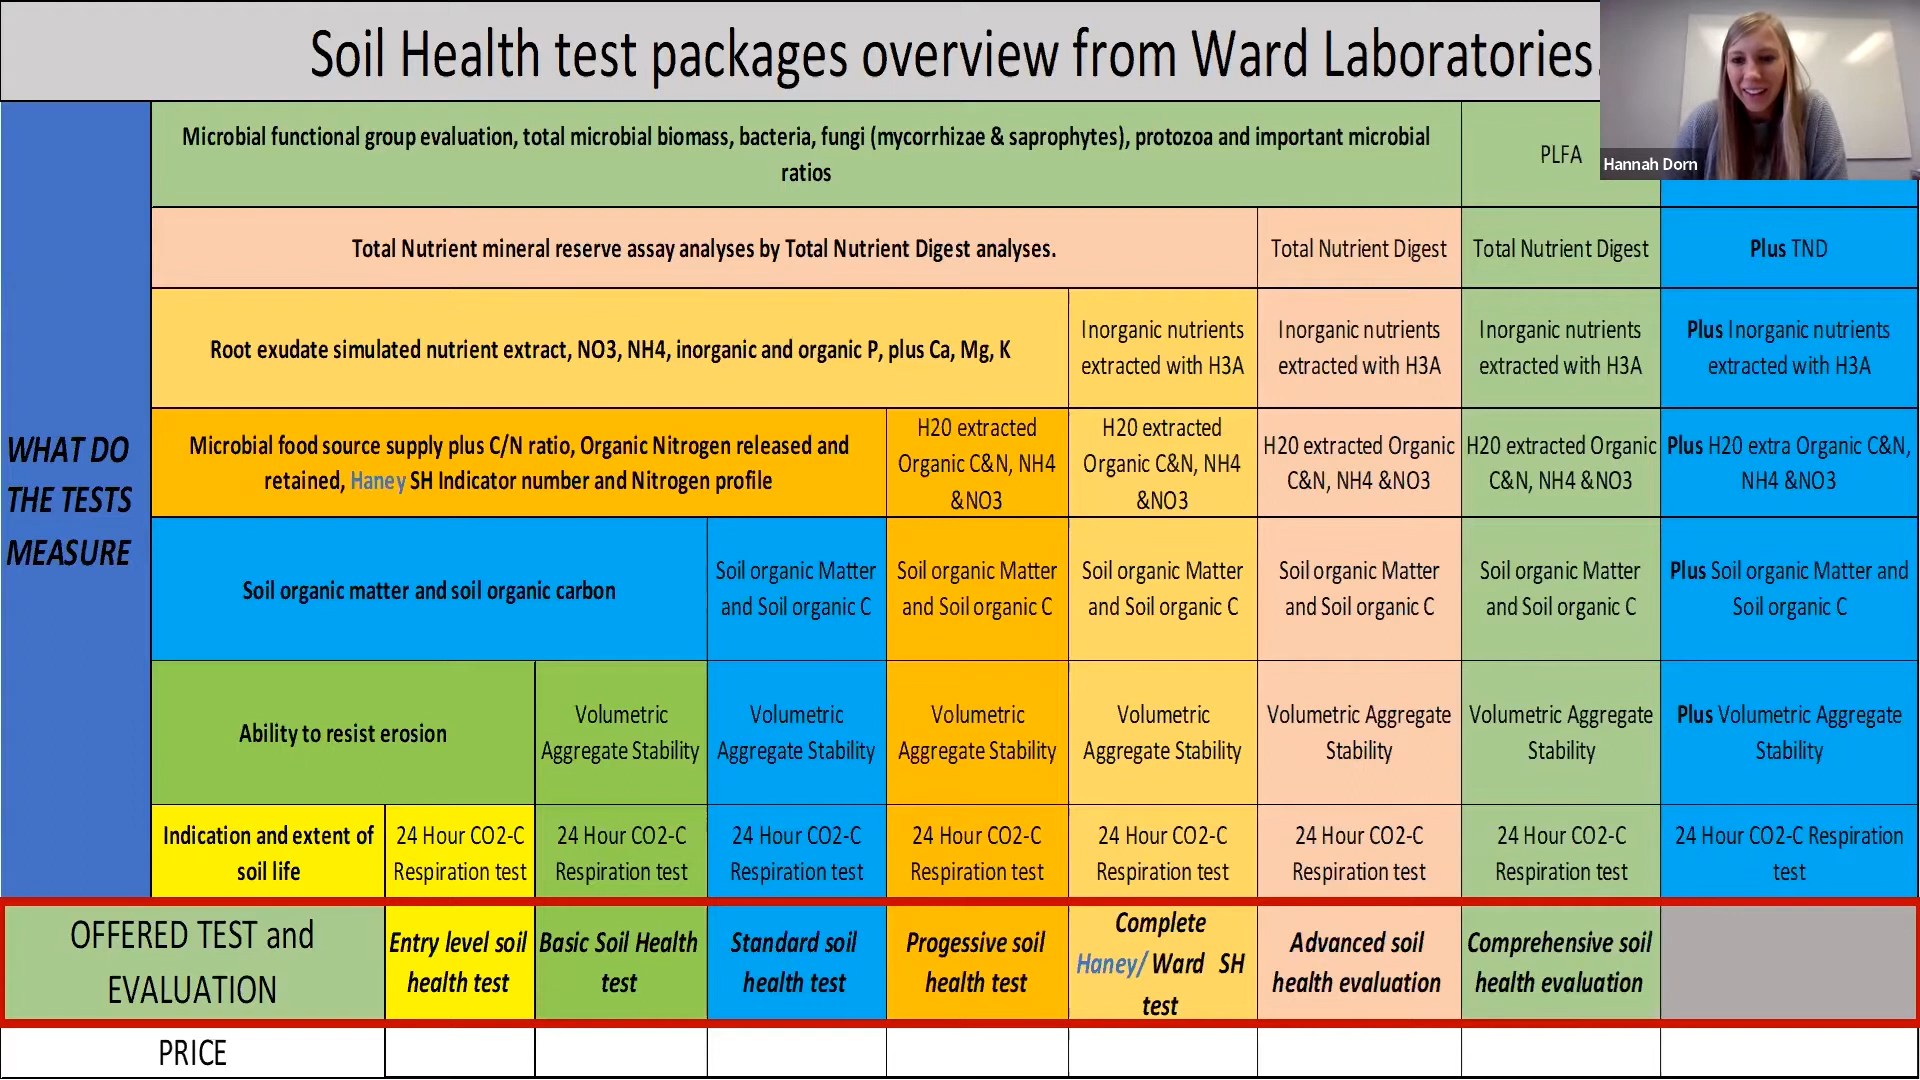 Soil Health test packages overview from Ward Laboratories.
Hannah Dorn
WHAT DO
THE TESTS
MEASURE
Microbial functional group evaluation, total microbial biomass, bacteria, fungi (mycorrhizae & saprophytes), protozoa and important microbial
ratios
PLFA
Total Nutrient mineral reserve assay analyses by Total Nutrient Digest analyses.
Total Nutrient Digest
Total Nutrient Digest
Plus TND
Root exudate simulated nutrient extract, NO3, NH4, inorganic and organic P, plus Ca, Mg, K
Inorganic nutrients
extracted with H3A
Inorganic nutrients
extracted with H3A
Inorganic nutrients
extracted with H3A
Plus Inorganic nutrients
extracted with H3A
Microbial food source supply plus C/N ratio, Organic Nitrogen released and
retained, Haney SH Indicator number and Nitrogen profile
H20 extracted
Organic C&N, NH4
&NO3
H20 extracted
Organic C&N, NH4
&NO3
H20 extracted Organic
C&N, NH4 &NO3
H20 extracted Organic
C&N, NH4 &NO3
Plus H20 extra Organic C&N,
NH4 &NO3
Soil organic matter and soil organic carbon
Soil organic Matter
and Soil organic C
Soil organic Matter
and Soil organic C
Soil organic Matter
and Soil organic C
Soil organic Matter
and Soil organic C
Soil organic Matter
and Soil organic C
Plus Soil organic Matter and
Soil organic C
Ability to resist erosion
Volumetric
Aggregate Stability
Volumetric
Aggregate Stability
Volumetric
Aggregate Stability
Volumetric
Aggregate Stability
Volumetric Aggregate
Stability
Volumetric Aggregate
Stability
Plus Volumetric Aggregate
Stability
Indication and extent of
soil life
24 Hour CO2-C
Respiration test
24 Hour CO2-C
Respiration test
24 Hour CO2-C
Respiration test
24 Hour CO2-C
Respiration test
24 Hour CO2-C
Respiration test
24 Hour CO2-C
Respiration test
24 Hour CO2-C
Respiration test
24 Hour CO2-C Respiration
test
OFFERED TEST and
EVALUATION
Entry level soil
health test
Basic Soil Health
test
Standard soil
health test
Progessive soil
health test
Complete
Haney/ Ward SH
test
Advanced soil
health evaluation
Comprehensive soil
health evaluation
PRICE